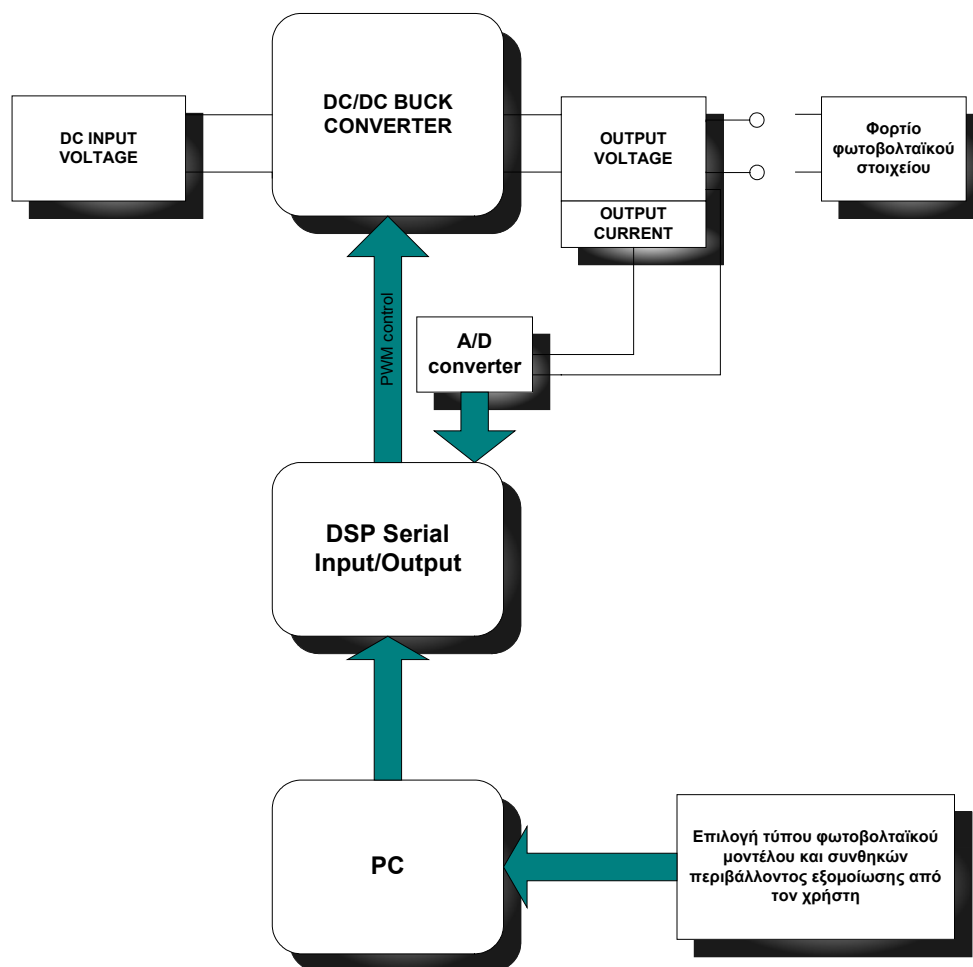 DC INPUT
VOLTAGE
DC/DC BUCK
CONVERTER
OUTPUT
VOLTAGE
OUTPUT
CURRENT
Φορτίο
φωτοβολταϊκού
στοιχείου
PWM control
A/D
converter
DSP Serial
Input/Output
PC
Επιλογή τύπου φωτοβολταϊκού
μοντέλου και συνθηκών
περιβάλλοντος εξομοίωσης από
τον χρήστη